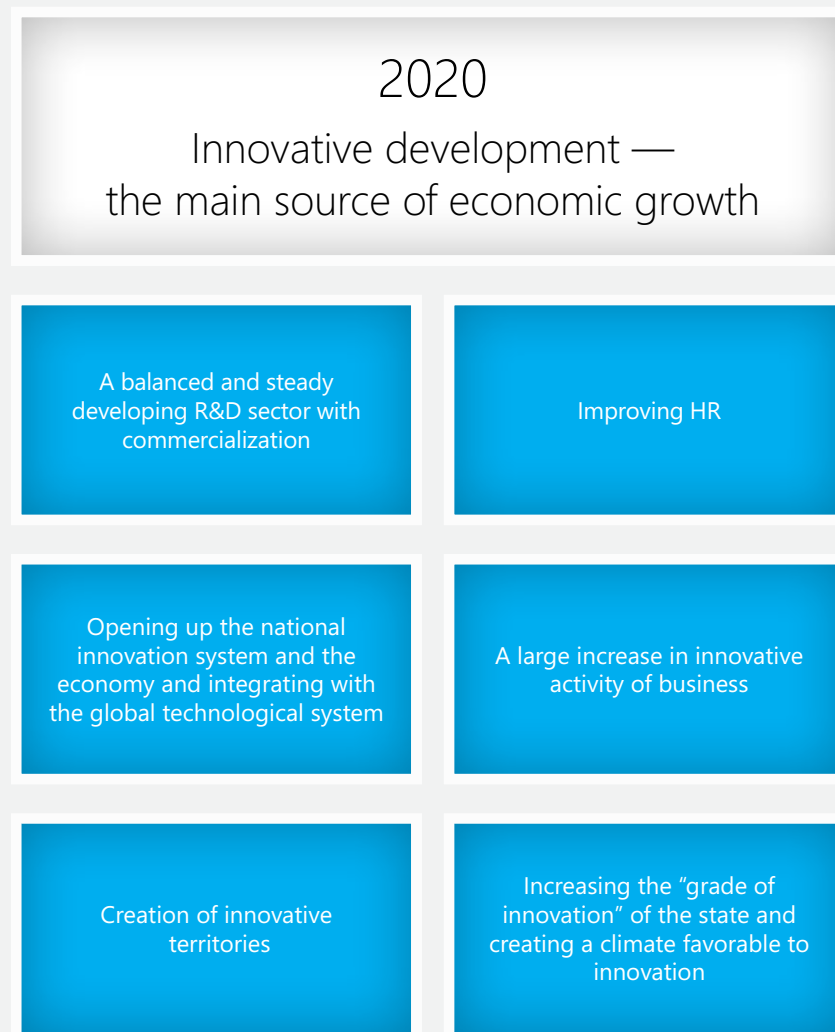 2020
Innovative development —
the main source of economic growth
A balanced and steady
developing R&D sector with
commercialization
Improving HR
Opening up the national
innovation system and the
economy and integrating with
the global technological system
A large increase in innovative
activity of business
Creation of innovative
territories
Increasing the “grade of
innovation” of the state and
creating a climate favorable to
innovation